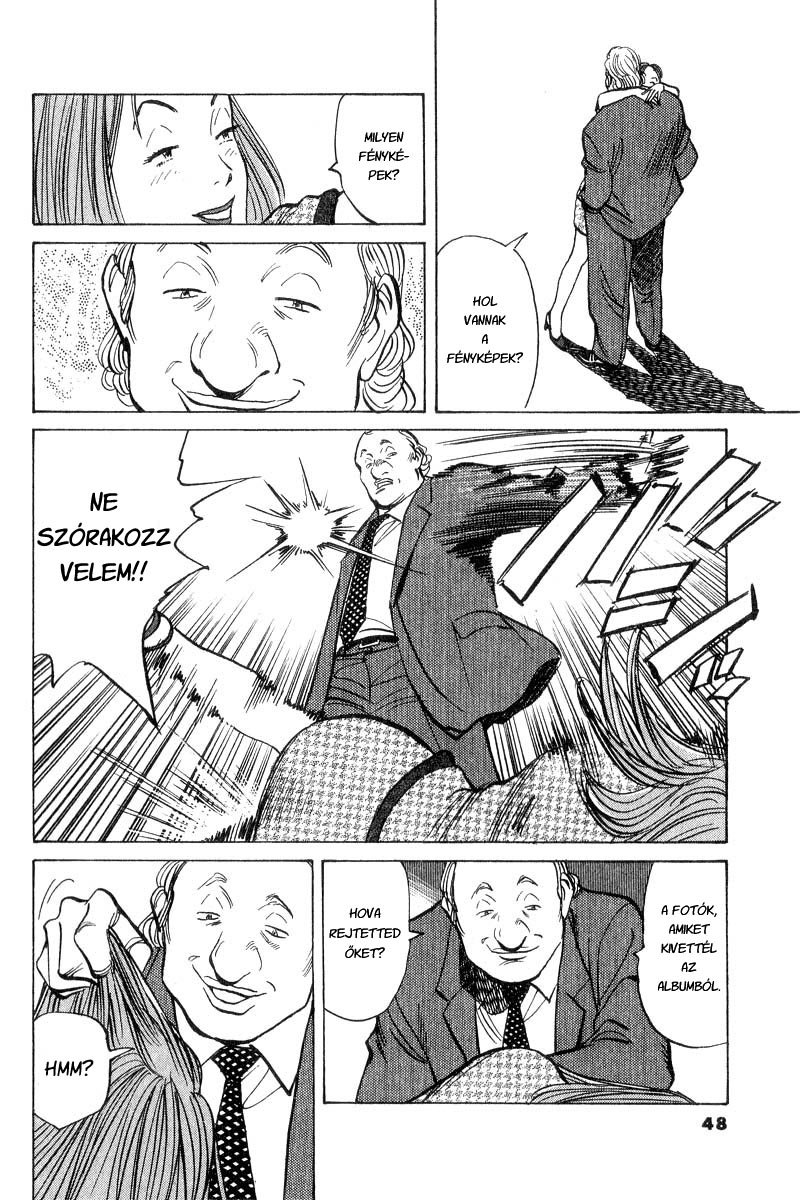 HOL
VANNAK
A
FÉNYKÉPEK?
MILYEN
FÉNYKÉ-
PEK?
NE
SZÓRAKOZZ
VELEM!!
A FOTÓK,
AMIKET
KIVETTÉL
AZ
ALBUMBÓL.
HOVA
REJTETTED
ŐKET?
HMM?
48